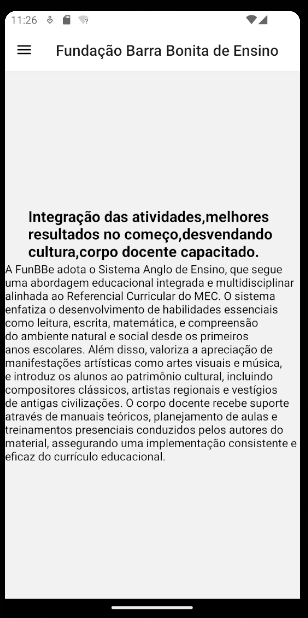 11:26
Fundação Barra Bonita de Ensino
Integração das atividades,melhores
resultados no começo,desvendando
cultura,corpo docente capacitado.
A FunBBe adota o Sistema Anglo de Ensino, que segue
uma abordagem educacional integrada e multidisciplinar
alinhada ao Referencial Curricular do MEC. O sistema
enfatiza o desenvolvimento de habilidades essenciais
como leitura, escrita, matemática, e compreensão
do ambiente natural e social desde os primeiros
anos escolares. Além disso, valoriza a apreciação de
manifestações artísticas como artes visuais e música,
e introduz os alunos ao patrimônio cultural, incluindo
compositores clássicos, artistas regionais e vestígios
de antigas civilizações. O corpo docente recebe suporte
através de manuais teóricos, planejamento de aulas e
treinamentos presenciais conduzidos pelos autores do
material, assegurando uma implementação consistente e
eficaz do currículo educacional.